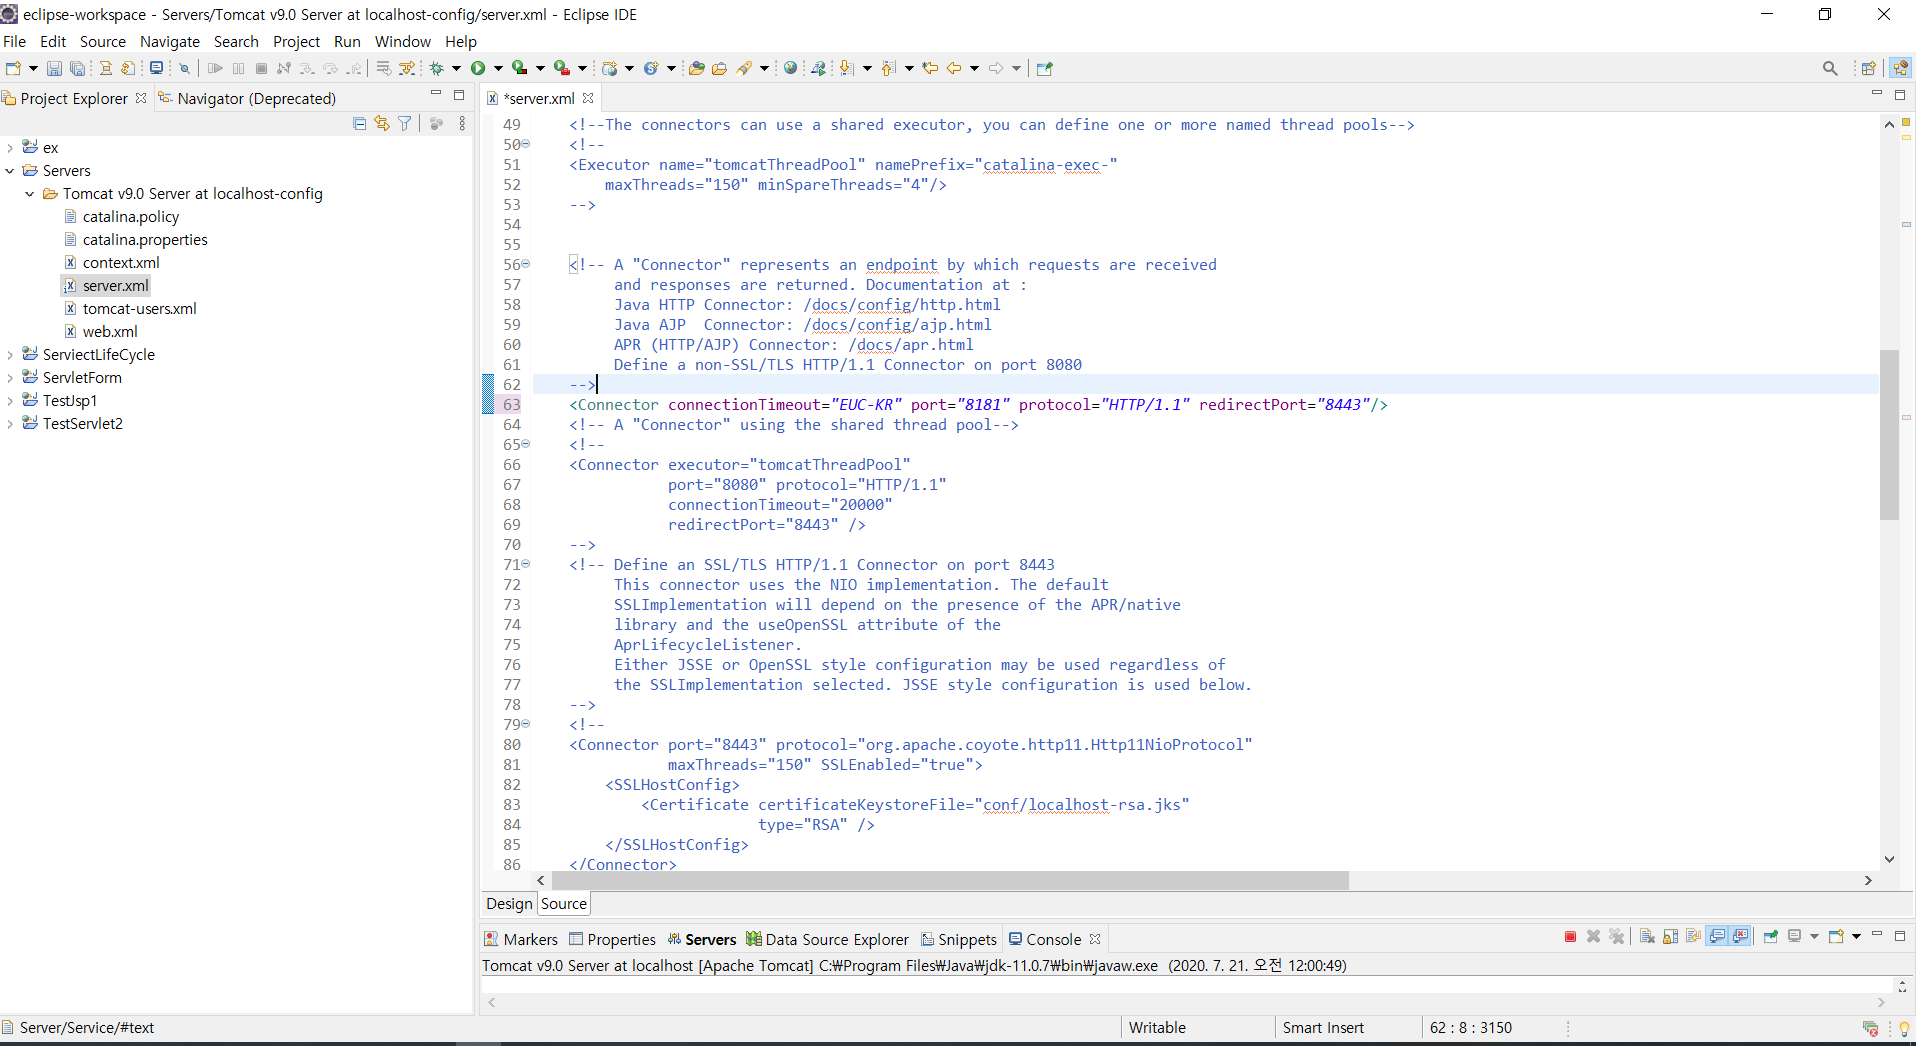 eclipse-workspace - Servers/Tomcat v9.0 Server at localhost-config/server.xml - Eclipse IDE
File Edit Source Navigate Search Project Run Window Help
Project Explorer Navigator (Deprecated)
*server.xml
ex
Servers
Tomcat v9.0 Server at localhost-config
catalina.policy
catalina.properties
context.xml
server.xml
tomcat-users.xml
web.xml
ServiectLifeCycle
ServletForm
TestJsp1
TestServlet2
49 <!--The connectors can use a shared executor, you can define one or more named thread pools-->
50 <!--
51 <Executor name="tomcatThreadPool" namePrefix="catalina-exec-"
52 maxThreads="150" minSpareThreads="4"/>
53 -->
54
55
56 <!-- A "Connector" represents an endpoint by which requests are received
57 and responses are returned. Documentation at :
58 Java HTTP Connector: /docs/config/http.html
59 Java AJP  Connector: /docs/config/ajp.html
60 APR (HTTP/AJP) Connector: /docs/apr.html
61 Define a non-SSL/TLS HTTP/1.1 Connector on port 8080
62 -->
63 <Connector connectionTimeout="EUC-KR" port="8181" protocol="HTTP/1.1" redirectPort="8443"/>
64 <!-- A "Connector" using the shared thread pool-->
65 <!--
66 <Connector executor="tomcatThreadPool"
67 port="8080" protocol="HTTP/1.1"
68 connectionTimeout="20000"
69 redirectPort="8443" />
70 -->
71 <!-- Define an SSL/TLS HTTP/1.1 Connector on port 8443
72 This connector uses the NIO implementation. The default
73 SSLImplementation will depend on the presence of the APR/native
74 library and the useOpenSSL attribute of the
75 AprLifecycleListener.
76 Either JSSE or OpenSSL style configuration may be used regardless of
77 the SSLImplementation selected. JSSE style configuration is used below.
78 -->
79 <!--
80 <Connector port="8443" protocol="org.apache.coyote.http11.Http11NioProtocol"
81 maxThreads="150" SSLEnabled="true">
82 <SSLHostConfig>
83 <Certificate certificateKeystoreFile="conf/localhost-rsa.jks"
84 type="RSA" />
85 </SSLHostConfig>
86 </Connector>
Design Source
Markers Properties Servers Data Source Explorer Snippets Console
Tomcat v9.0 Server at localhost [Apache Tomcat] C:₩Program Files₩Java₩jdk-11.0.7₩bin₩javaw.exe  (2020. 7. 21. 오전 12:00:49)
Server/Service/#text Writable Smart Insert 62 : 8 : 3150